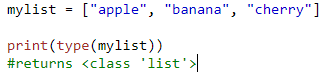 mylist = ["apple", "banana", "cherry"]
print(type(mylist))
#returns <class 'list'>